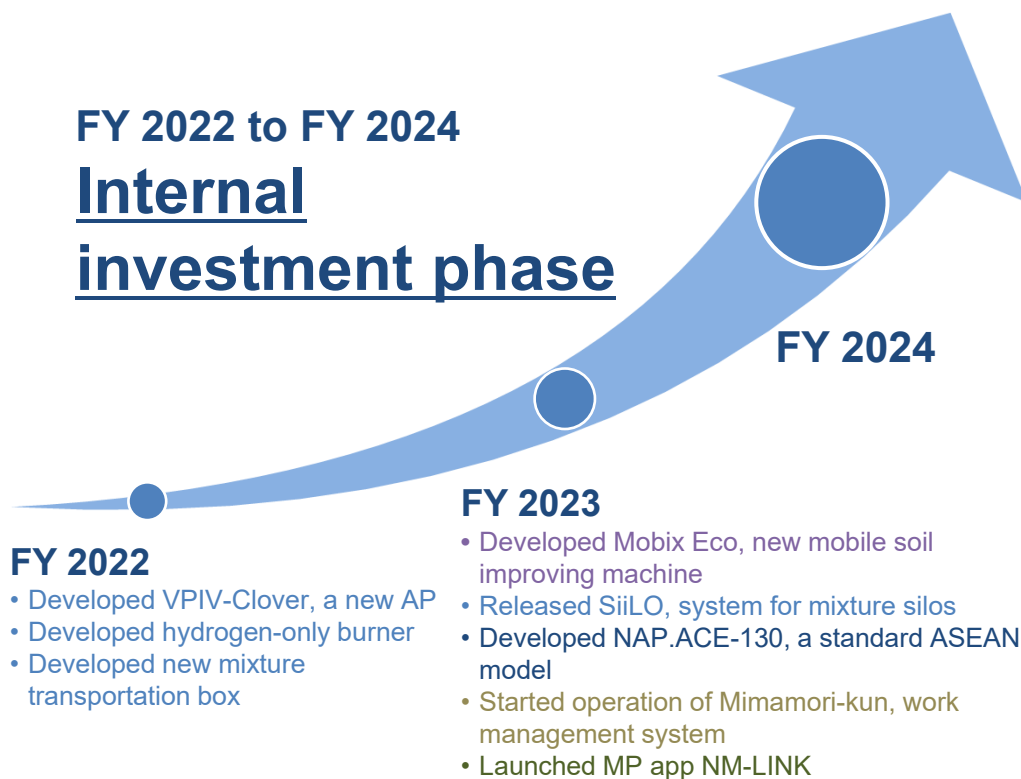 FY 2022 to FY 2024
Internal
investment phase
FY 2024
FY 2023
• Developed Mobix Eco, new mobile soil
improving machine
• Released SiiLO, system for mixture silos
• Developed NAP.ACE-130, a standard ASEAN
model
• Started operation of Mimamori-kun, work
management system
• Launched MP app NM-LINK
FY 2022
• Developed VPIV-Clover, a new AP
• Developed hydrogen-only burner
• Developed new mixture
transportation box